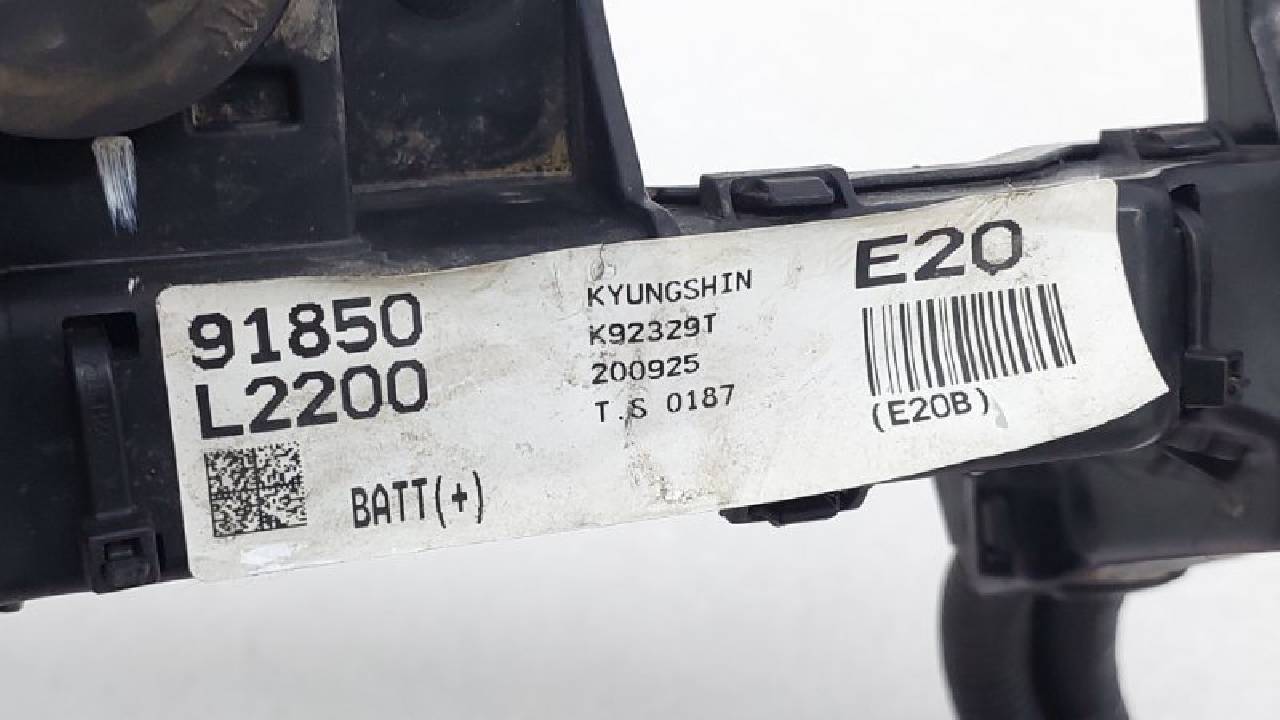 91850
L2200
BATT(+)
KYUNGSHIN
K92329T
200925
T.S 0187
E20
(E20B)